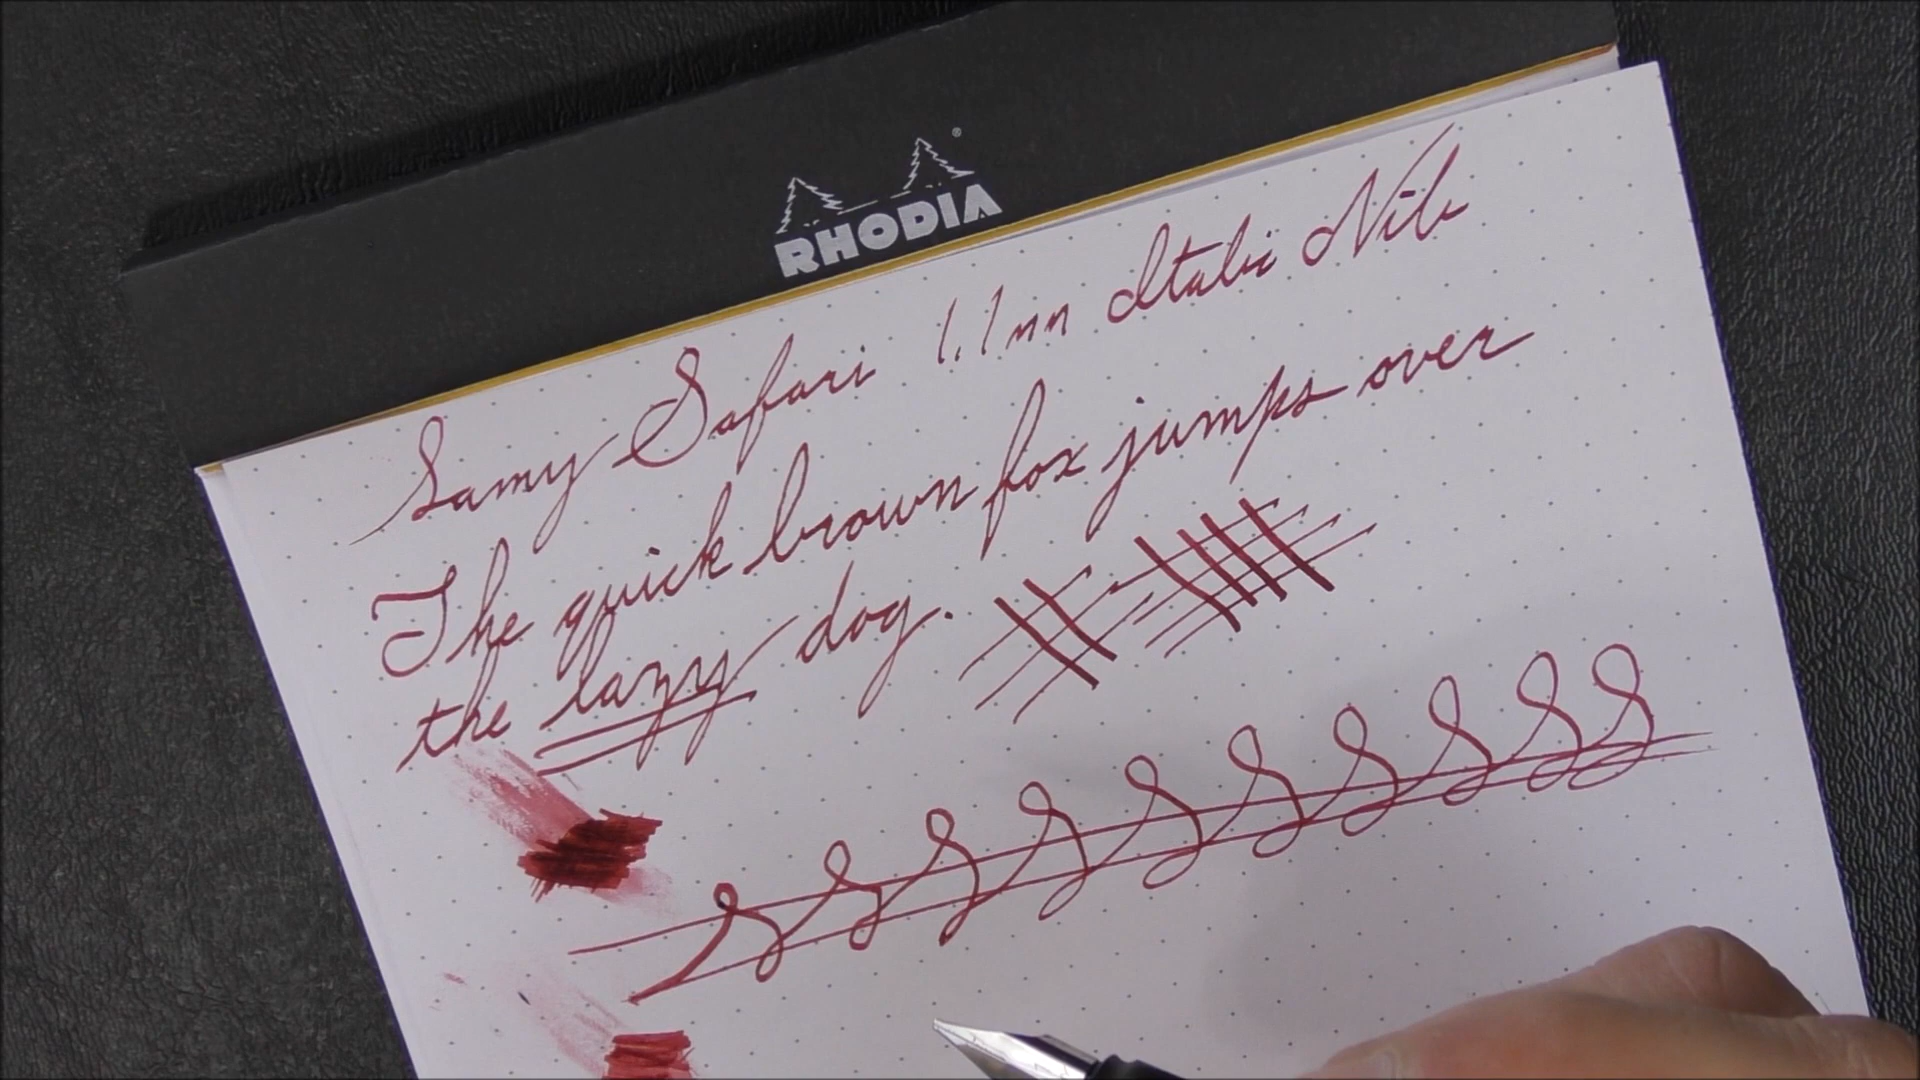 RHODIA
Lamy Safari 1.1mm Italic Nib
The quick brown fox jumps over
the lazy dog.